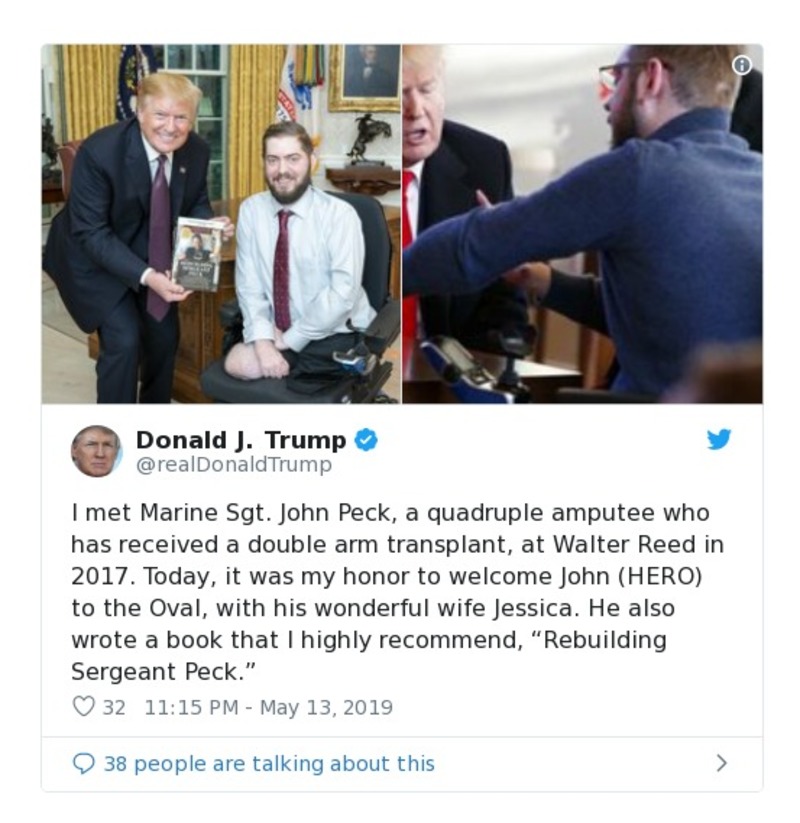 Donald J. Trump
@realDonaldTrump
I met Marine Sgt. John Peck, a quadruple amputee who
has received a double arm transplant, at Walter Reed in
2017. Today, it was my honor to welcome John (HERO)
to the Oval, with his wonderful wife Jessica. He also
wrote a book that I highly recommend, “Rebuilding
Sergeant Peck.”
32 11:15 PM - May 13, 2019
38 people are talking about this